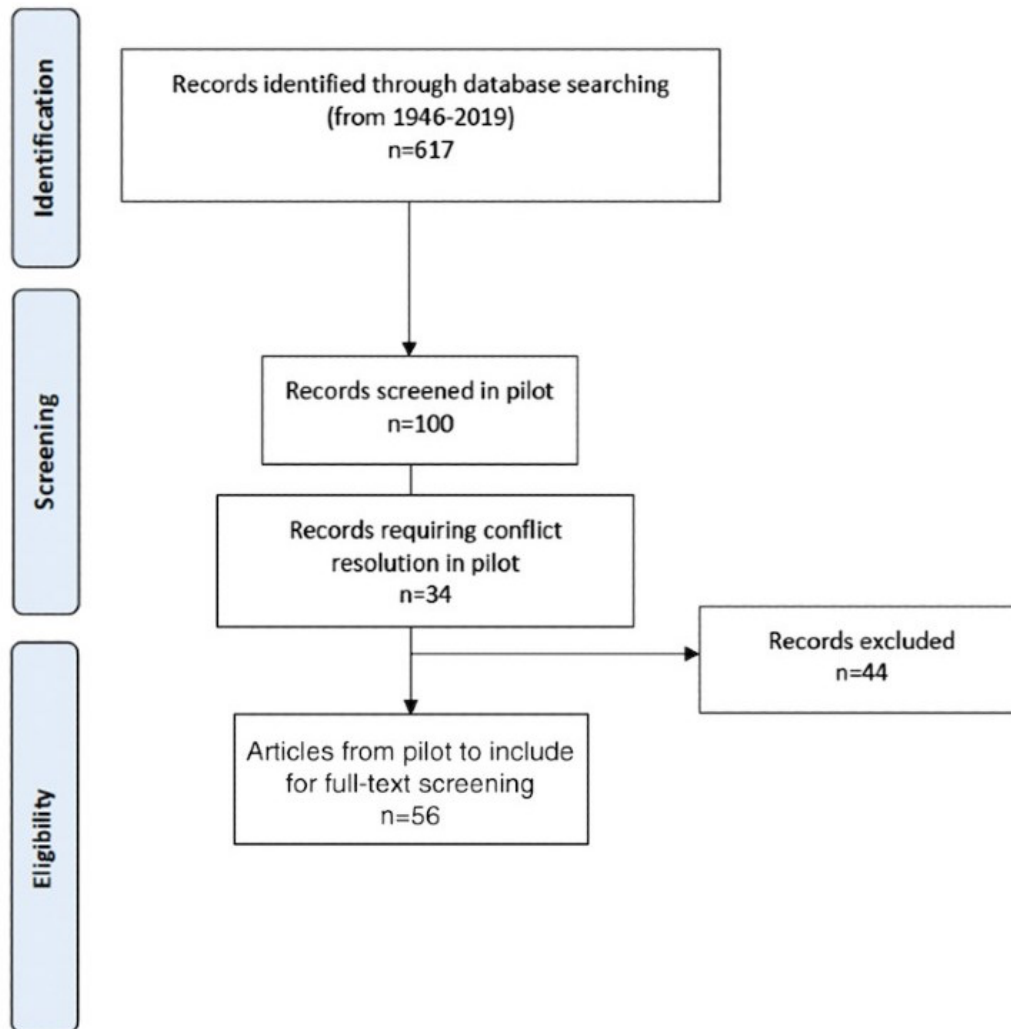 Identification
Records identified through database searching
(from 1946-2019)
n=617
Screening
Records screened in pilot
n=100
Records requiring conflict
resolution in pilot
n=34
Records excluded
n=44
Eligibility
Articles from pilot to include
for full-text screening
n=56